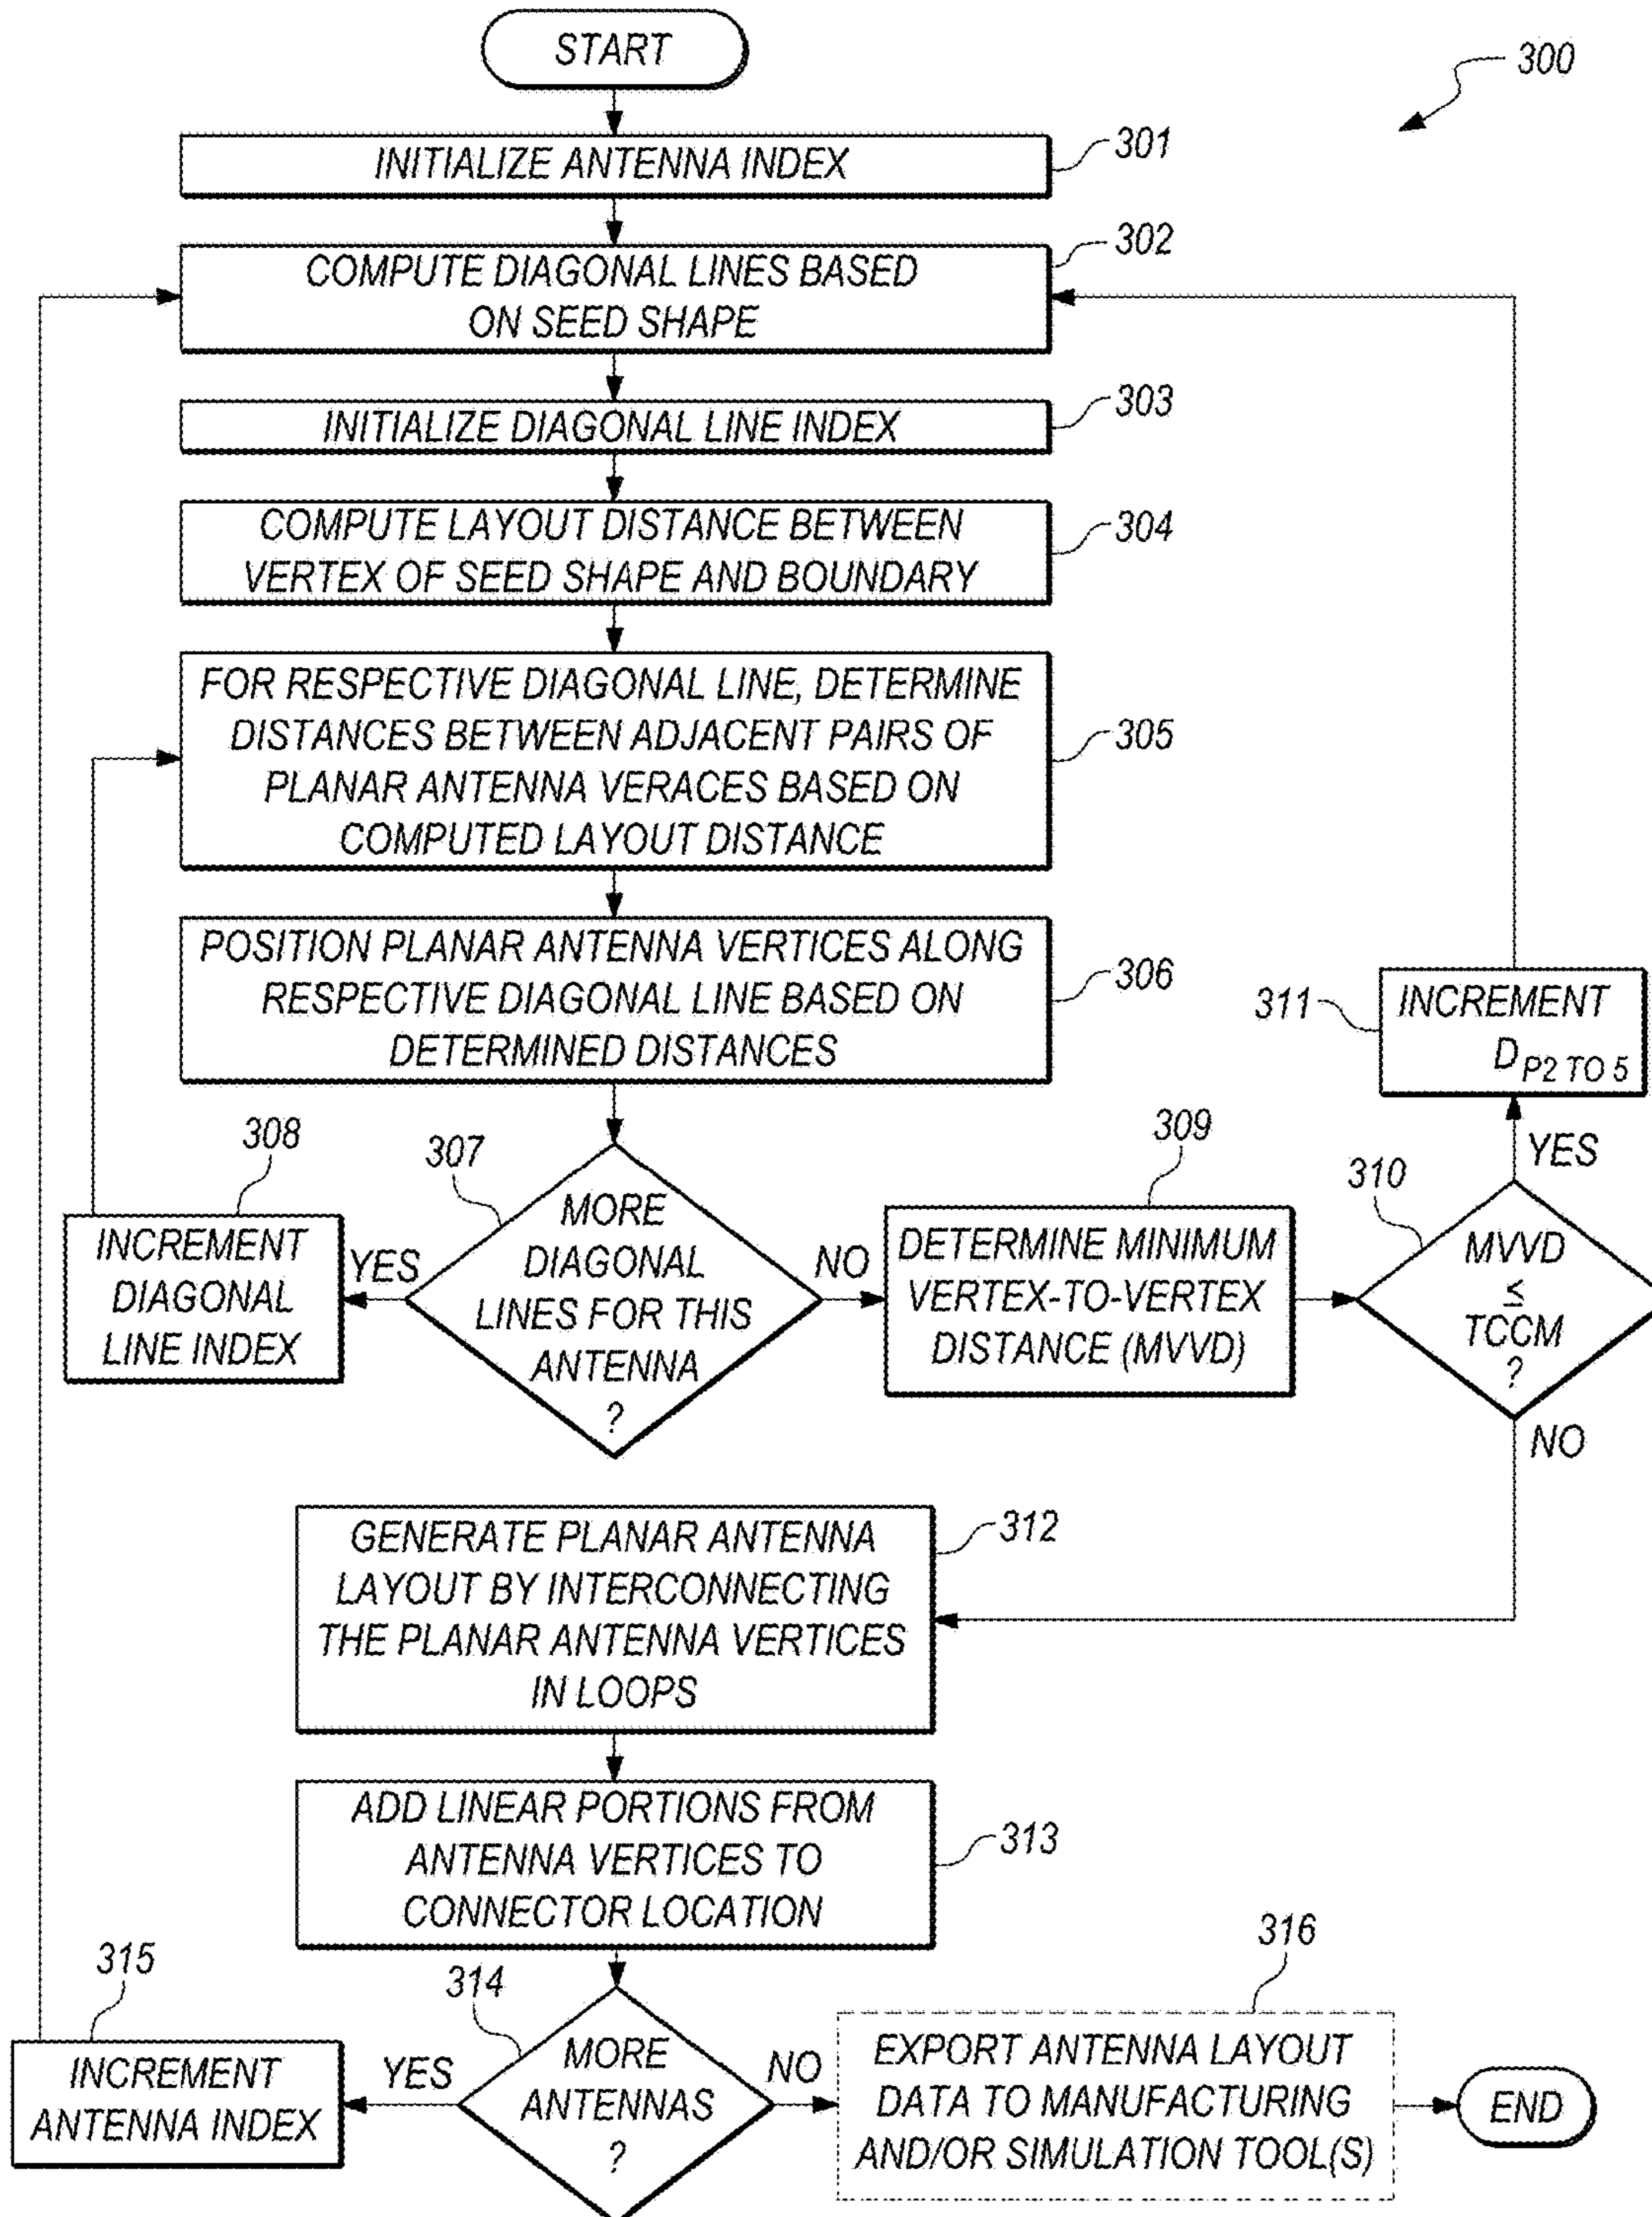 START
300
INITIALIZE ANTENNA INDEX
301
302
COMPUTE DIAGONAL LINES BASED
ON SEED SHAPE
INITIALIZE DIAGONAL LINE INDEX
303
COMPUTE LAYOUT DISTANCE BETWEEN
VERTEX OF SEED SHAPE AND BOUNDARY
304
FOR RESPECTIVE DIAGONAL LINE, DETERMINE
DISTANCES BETWEEN ADJACENT PAIRS OF
PLANAR ANTENNA VERACES BASED ON
COMPUTED LAYOUT DISTANCE
305
POSITION PLANAR ANTENNA VERTICES ALONG
RESPECTIVE DIAGONAL LINE BASED ON
DETERMINED DISTANCES
306
311
INCREMENT
DP2 TO 5
308
307
309
310
YES
INCREMENT
DIAGONAL
LINE INDEX
YES
MORE
DIAGONAL
LINES FOR THIS
ANTENNA
?
NO
DETERMINE MINIMUM
VERTEX-TO-VERTEX
DISTANCE (MVVD)
MVVD
≤
TCCM
?
NO
GENERATE PLANAR ANTENNA
LAYOUT BY INTERCONNECTING
THE PLANAR ANTENNA VERTICES
IN LOOPS
312
ADD LINEAR PORTIONS FROM
ANTENNA VERTICES TO
CONNECTOR LOCATION
313
315
314
316
INCREMENT
ANTENNA INDEX
YES
MORE
ANTENNAS
?
NO
EXPORT ANTENNA LAYOUT
DATA TO MANUFACTURING
AND/OR SIMULATION TOOL(S)
END